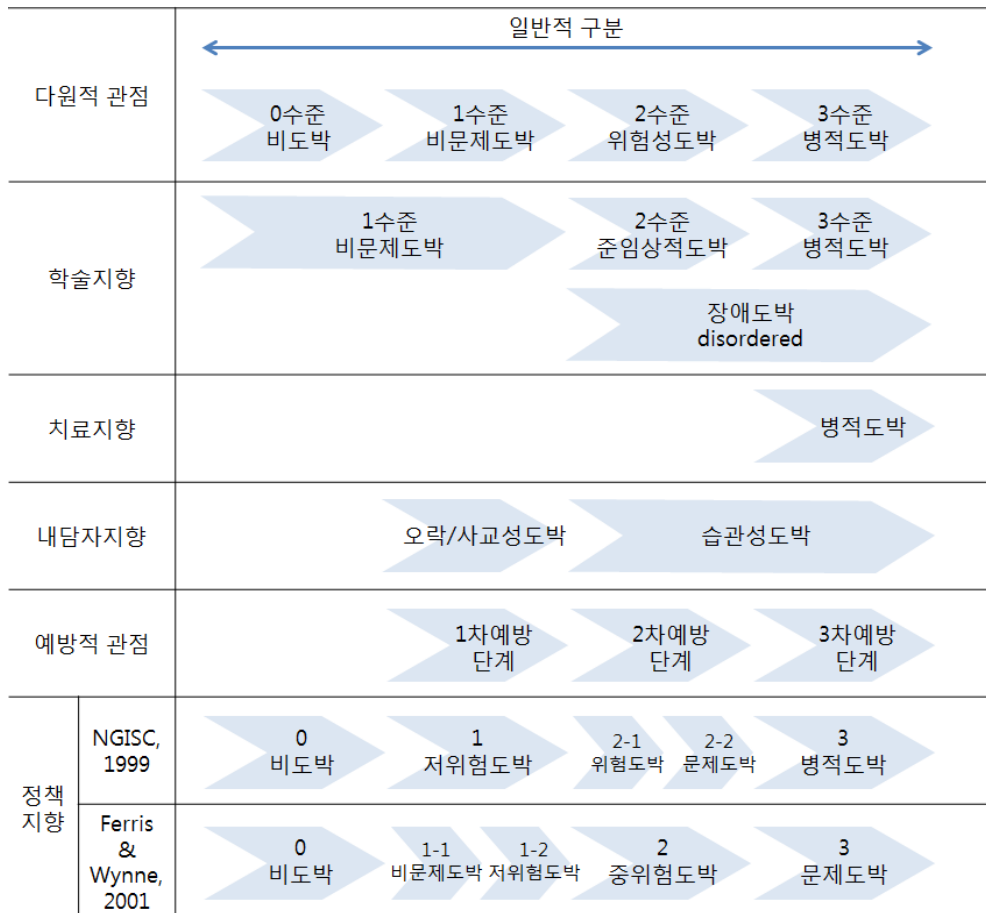 일반적 구분
다원적 관점
0수준
비도박
1수준
비문제도박
2수준
위험성도박
3수준
병적도박
학술지향
1수준
비문제도박
2수준
준임상적도박
3수준
병적도박
장애도박
disordered
치료지향
병적도박
내담자지향
오락/사교성도박
습관성도박
예방적 관점
1차예방
단계
2차예방
단계
3차예방
단계
정책
지향
NGISC,
1999
0
비도박
1
저위험도박
2-1
위험도박
2-2
문제도박
3
병적도박
Ferris
&
Wynne,
2001
0
비도박
1-1
비문제도박
1-2
저위험도박
2
중위험도박
3
문제도박